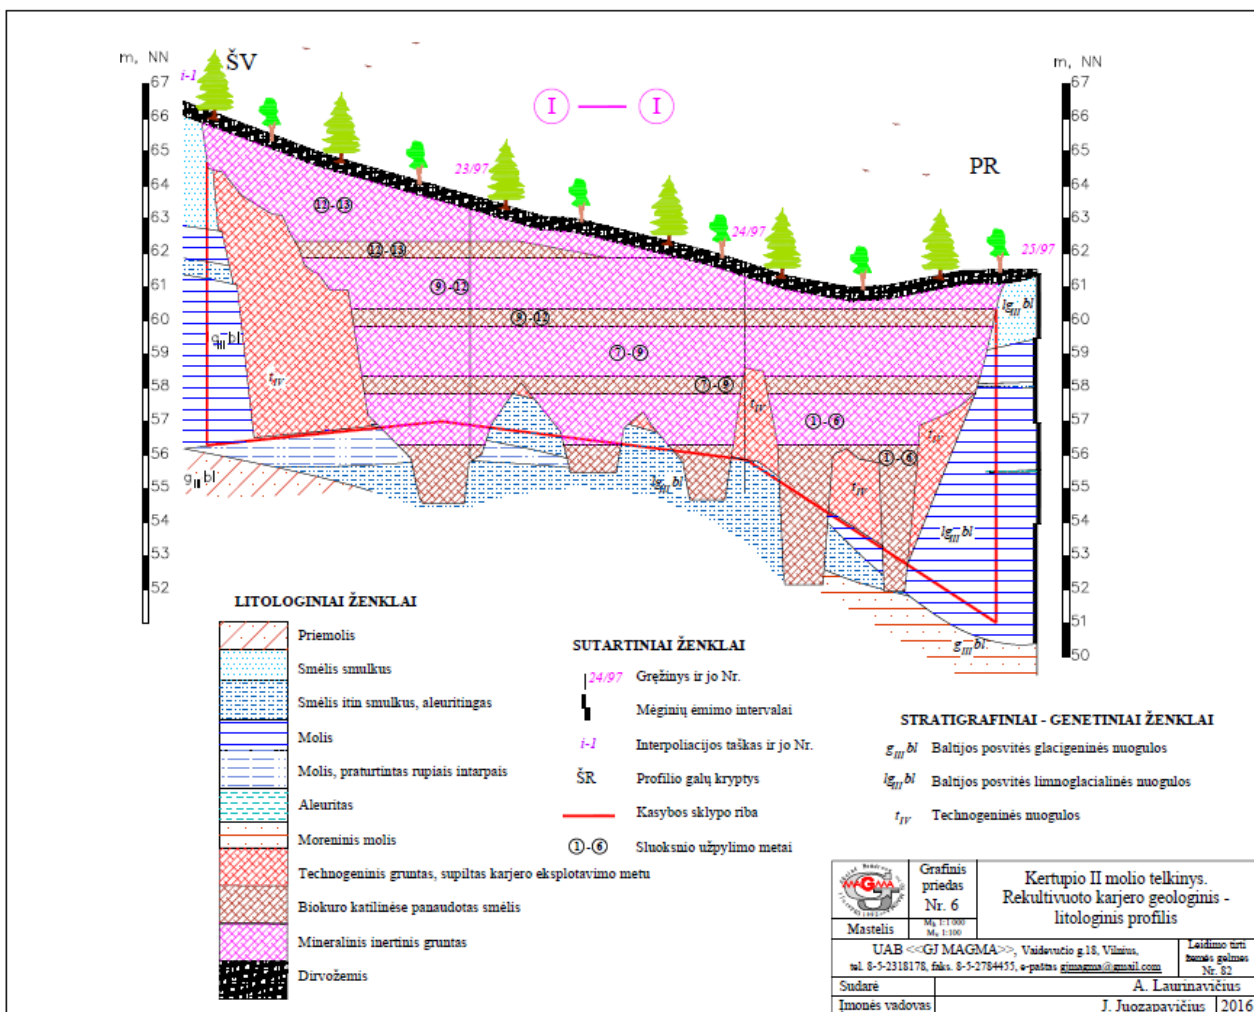 m, NN
ŠV
i-1
67
66
65
64
63
62
61
60
59
58
57
56
55
54
53
52
I — I
m, NN
67
66
65
64
63
62
61
60
59
58
57
56
55
54
53
52
51
50
PR
23/97
24/97
25/97
12-13
12-13
9-12
9-12
7-9
7-9
1-6
1-6
gIII bl
tIV
tIV
tIV
tIV
lgIII bl
lgIII bl
gIII bl
lgIII bl
gIII bl
LITOLOGINIAI ŽENKLAI
Priemolis
Smėlis smulkus
Smėlis itin smulkus, aleuritingas
Molis
Molis, praturtintas rupiais intarpais
Aleuritas
Moreninis molis
Technogeninis gruntas, supiltas karjero eksplotavimo metu
Biokuro katilinėse panaudotas smėlis
Mineralinis inertinis gruntas
Dirvožemis
SUTARTINIAI ŽENKLAI
24/97 Gręžinys ir jo Nr.
Mėginių ėmimo intervalai
i-1 Interpoliacijos taškas ir jo Nr.
ŠR Profilio galų kryptys
Kasybos sklypo riba
1-6 Sluoksnio užpylimo metai
STRATIGRAFINIAI - GENETINIAI ŽENKLAI
gIII bl Baltijos posvitės glacigeninės nuogulos
lgIII bl Baltijos posvitės limnoglacialinės nuogulos
tIV Technogeninės nuogulos
MAGMA
Grafinis
priedas
Nr. 6
Kertupio II molio telkinys.
Rekultivuoto karjero geologinis -
litologinis profilis
Mastelis
Mh 1:1 000
Mv 1:100
UAB <<GJ MAGMA>>, Vaidevučio g.18, Vilnius,
tel. 8-5-2318178, faks. 8-5-2784455, e-paštas gjmagma@gmail.com
Leidimo tirti
žemės gelmes
Nr. 82
Sudarė A. Laurinavičius
Įmonės vadovas J. Juozapavičius 2016